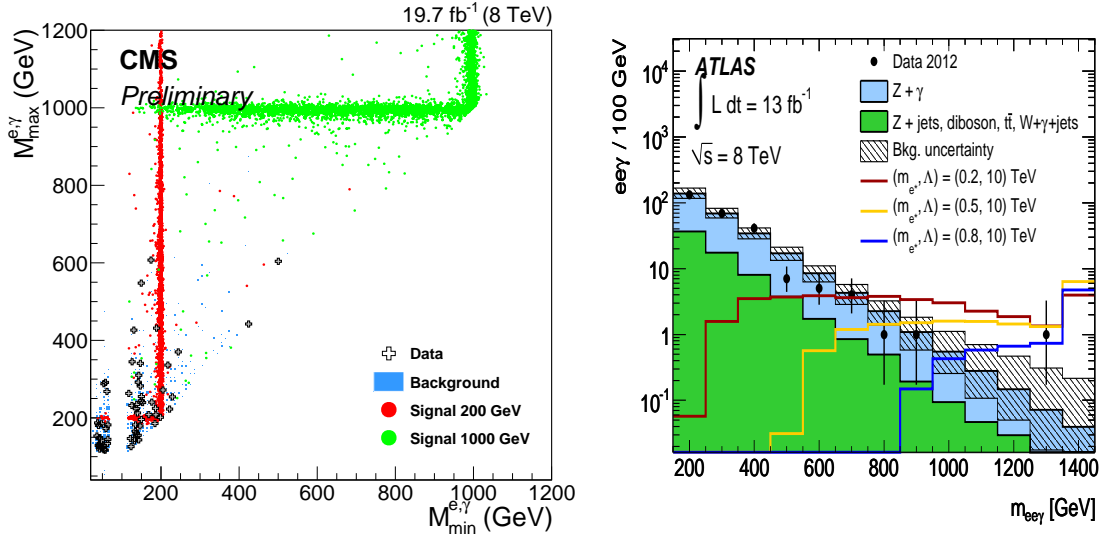 19.7 fb⁻¹ (8 TeV)
CMS
Preliminary
M^{e,γ}_{max} (GeV)
1200
1000
800
600
400
200
Data
Background
Signal 200 GeV
Signal 1000 GeV
200 400 600 800 1000 1200
M^{e,γ}_{min} (GeV)
eeγ / 100 GeV
10⁴
10³
10²
10
1
10⁻¹
ATLAS
∫ L dt = 13 fb⁻¹
√s = 8 TeV
Data 2012
Z + γ
Z + jets, diboson, tt̄, W+γ+jets
Bkg. uncertainty
(m_{e*}, Λ) = (0.2, 10) TeV
(m_{e*}, Λ) = (0.5, 10) TeV
(m_{e*}, Λ) = (0.8, 10) TeV
200 400 600 800 1000 1200 1400
m_{eeγ} [GeV]